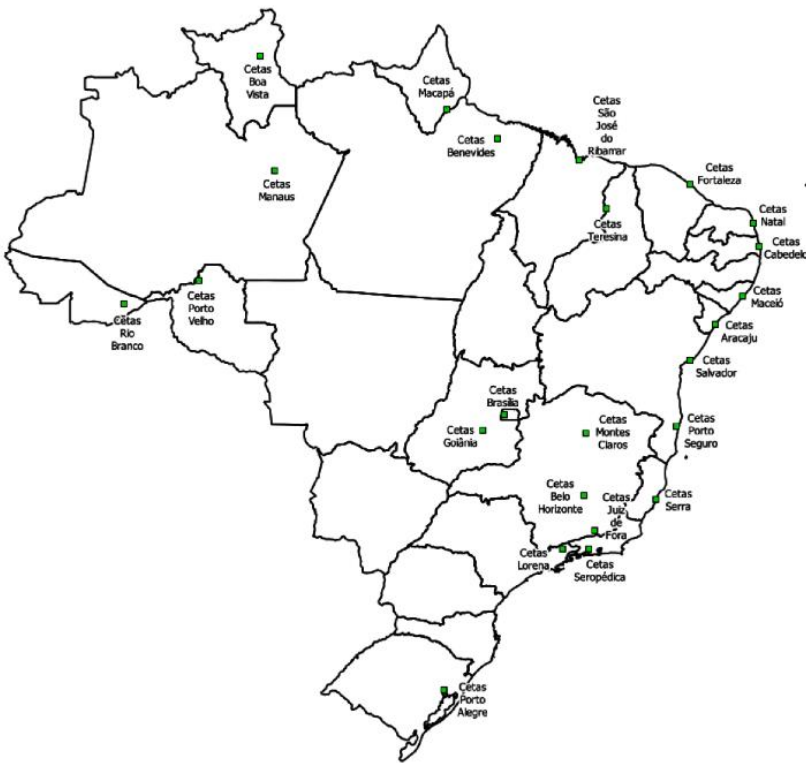 Cetas
Boa
Vista
Cetas
Macapá
Cetas
São
José
do
Ribamar
Cetas
Benevides
Cetas
Manaus
Cetas
Fortaleza
Cetas
Teresina
Cetas
Natal
Cetas
Cabedelo
Cetas
Porto
Velho
Cetas
Rio
Branco
Cetas
Maceió
Cetas
Aracaju
Cetas
Salvador
Cetas
Brasília
Cetas
Goiânia
Cetas
Montes
Claros
Cetas
Porto
Seguro
Cetas
Belo
Horizonte
Cetas
Juiz
de
Fora
Cetas
Serra
Cetas
Lorena
Cetas
Seropédica
Cetas
Porto
Alegre